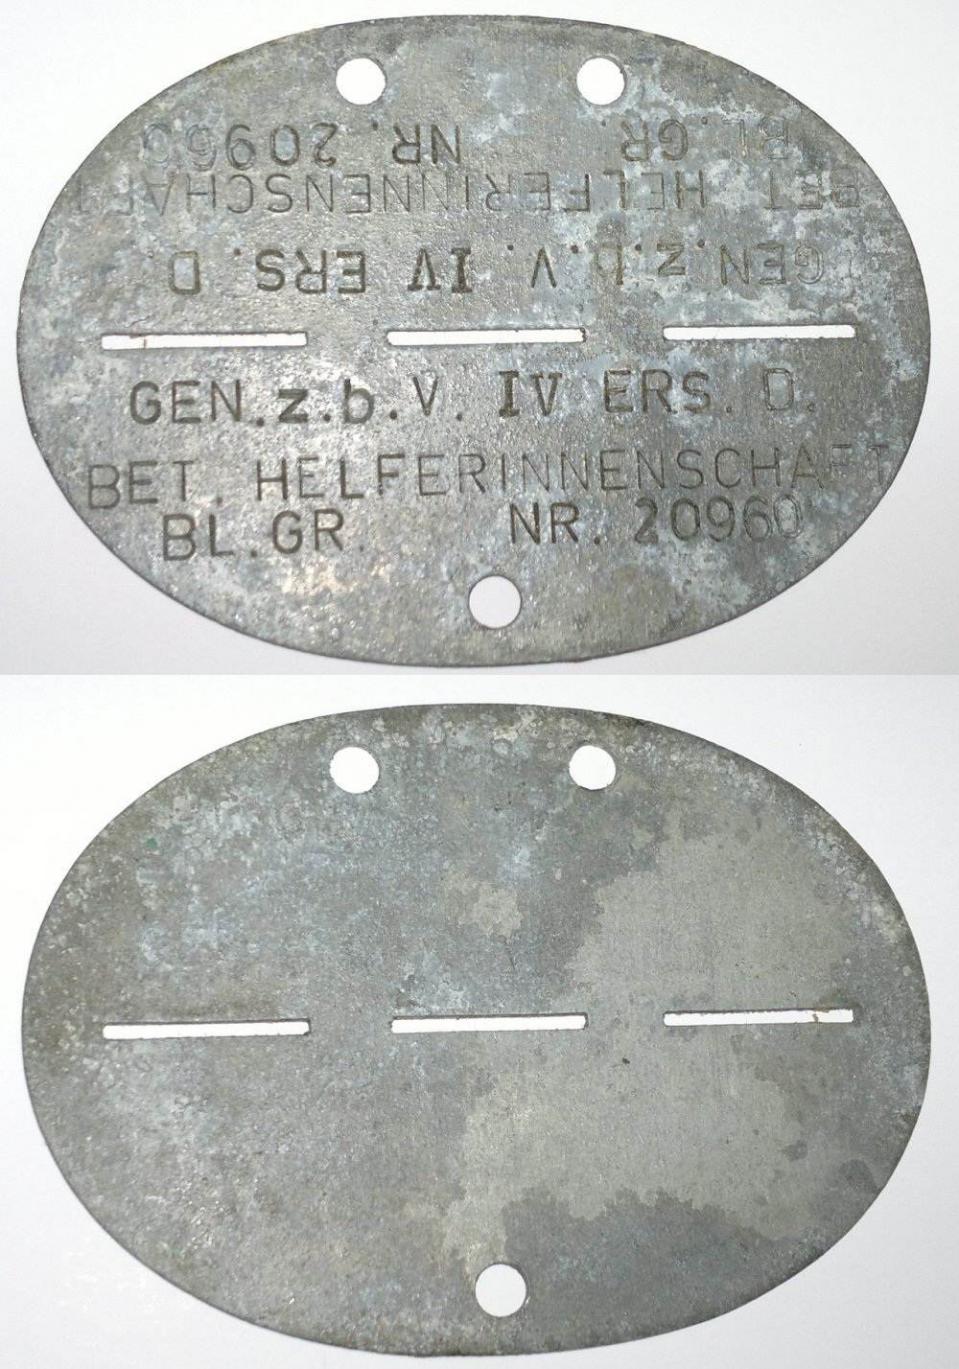 BL.GR. NR. 20960
BET HELFERINNENSCHAFT
GEN.z.b.V. IV ERS. D.
GEN.z.b.V. IV ERS. D.
BET. HELFERINNENSCHAFT
BL.GR. NR. 20960